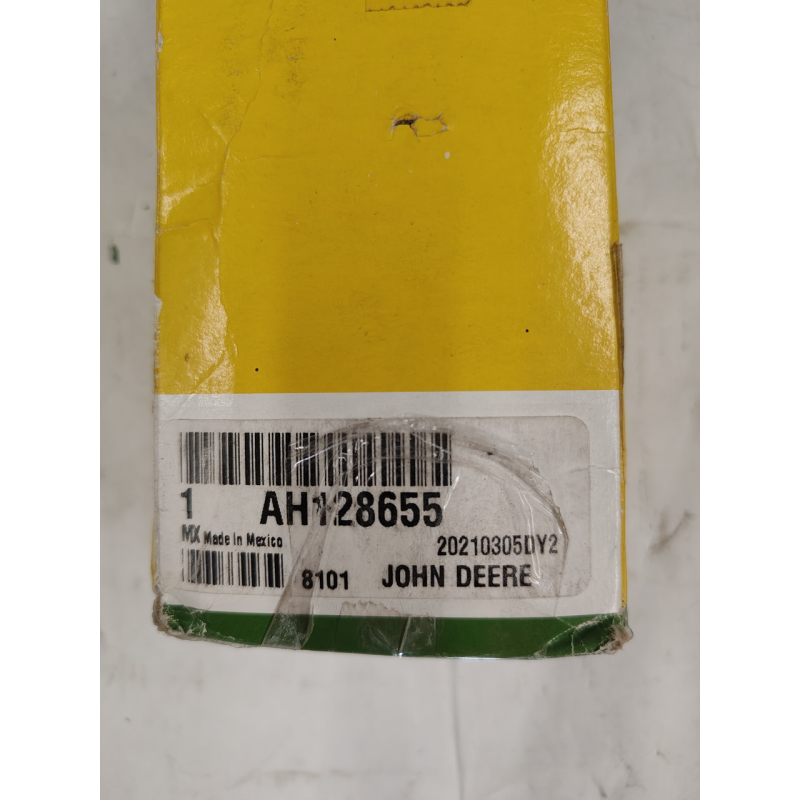 1 AH128655
MX Made In Mexico
20210305DY2
8101 JOHN DEERE